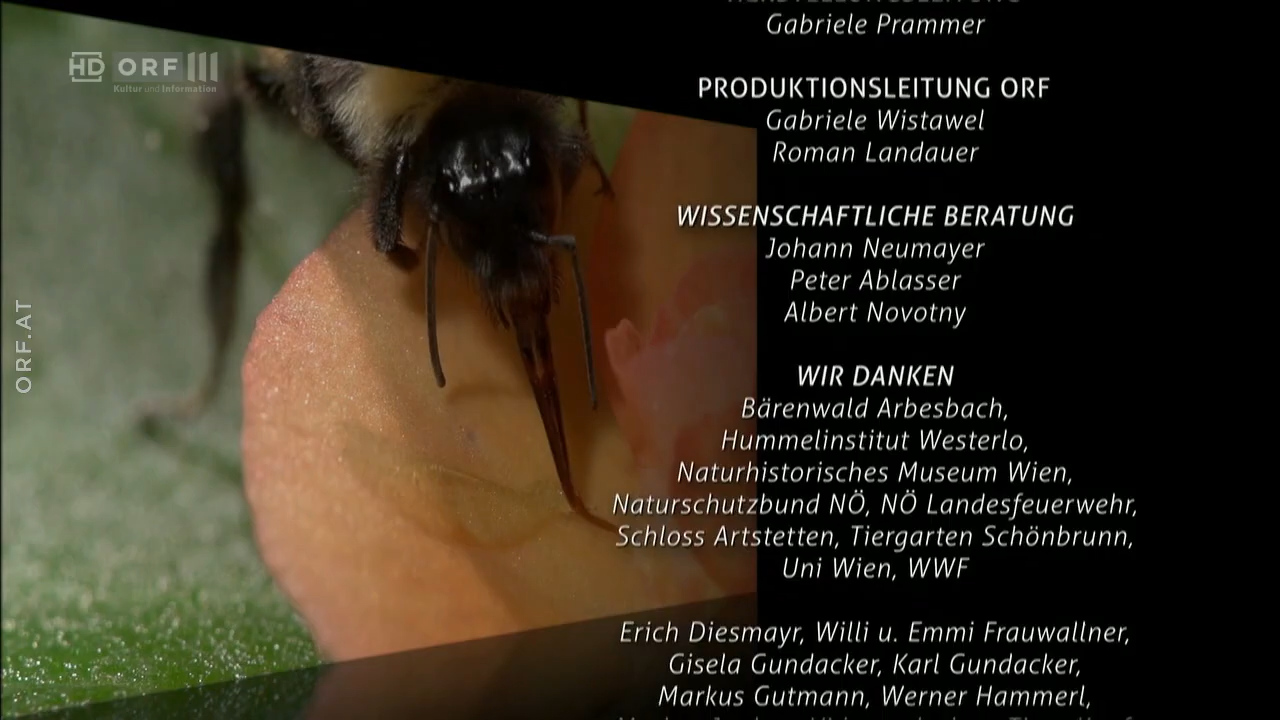 HERSTELLUNGSLEITUNG
Gabriele Prammer
HD ORF III
Kultur und Information
PRODUKTIONSLEITUNG ORF
Gabriele Wistawel
Roman Landauer
WISSENSCHAFTLICHE BERATUNG
Johann Neumayer
Peter Ablasser
Albert Novotny
ORF.AT
WIR DANKEN
Bärenwald Arbesbach,
Hummelinstitut Westerlo,
Naturhistorisches Museum Wien,
Naturschutzbund NÖ, NÖ Landesfeuerwehr,
Schloss Artstetten, Tiergarten Schönbrunn,
Uni Wien, WWF
Erich Diesmayr, Willi u. Emmi Frauwallner,
Gisela Gundacker, Karl Gundacker,
Markus Gutmann, Werner Hammerl,